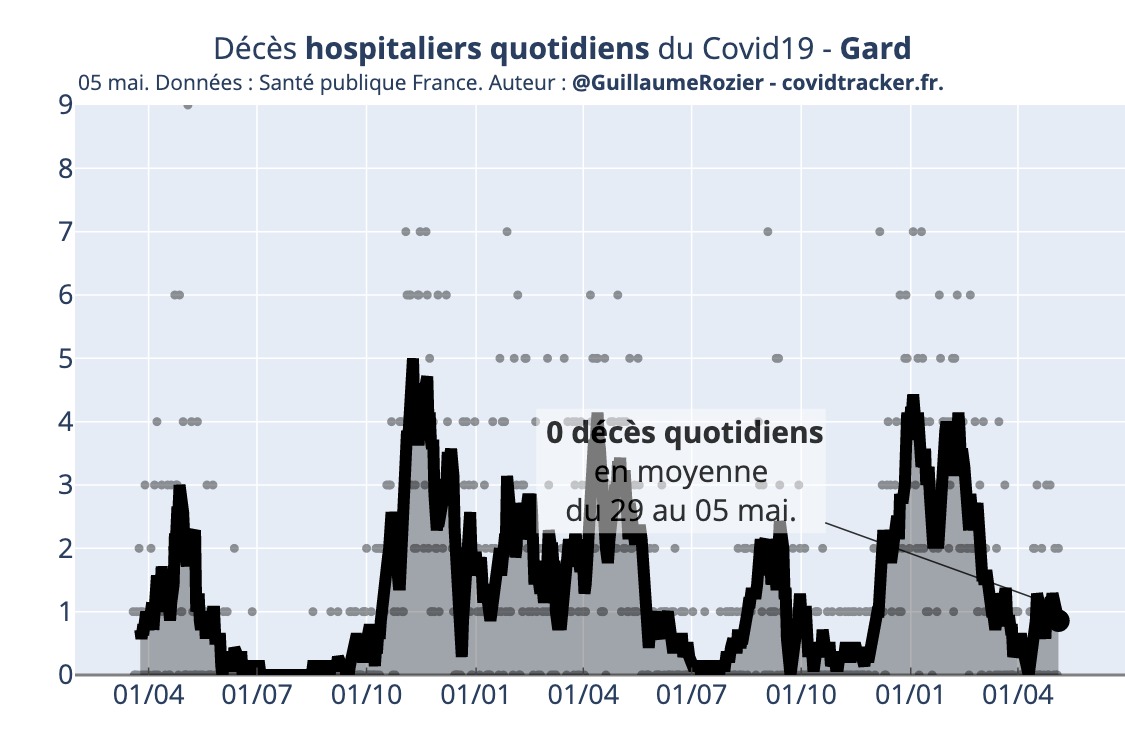 Décès hospitaliers quotidiens du Covid19 - Gard
05 mai. Données : Santé publique France. Auteur : @GuillaumeRozier - covidtracker.fr.
9
8
7
6
5
4
3
2
1
0
0 décès quotidiens
en moyenne
du 29 au 05 mai.
01/04 01/07 01/10 01/01 01/04 01/07 01/10 01/01 01/04